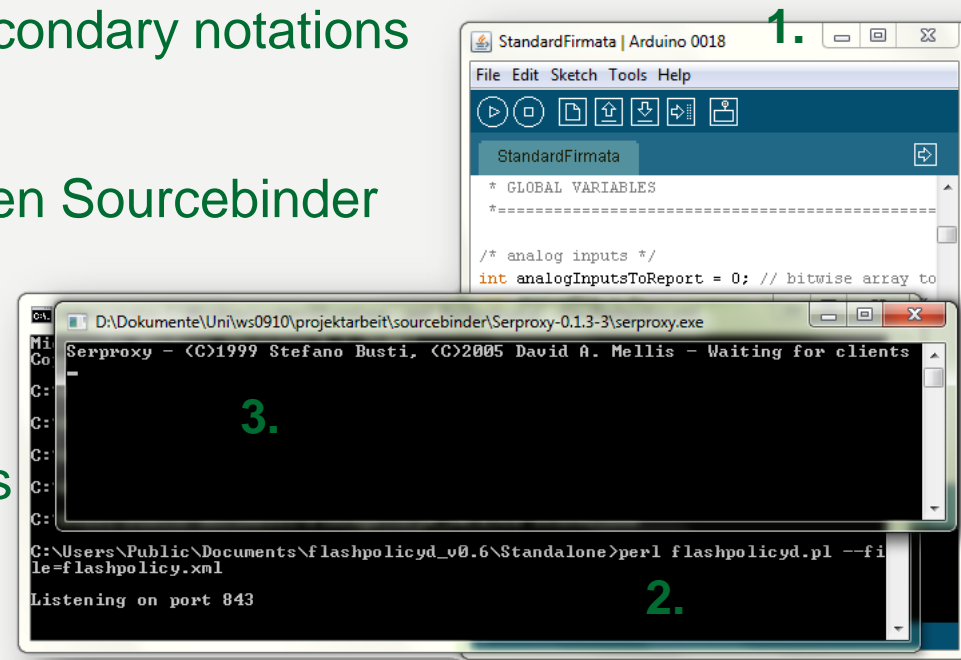 condary notations
en Sourcebinder
s
1.
StandardFirmata | Arduino 0018
File Edit Sketch Tools Help
StandardFirmata
* GLOBAL VARIABLES
*===============================================
/* analog inputs */
int analogInputsToReport = 0; // bitwise array to
D:\Dokumente\Uni\ws0910\projektarbeit\sourcebinder\Serproxy-0.1.3-3\serproxy.exe
Serproxy - (C)1999 Stefano Busti, (C)2005 David A. Mellis - Waiting for clients
3.
Mi
Co
C:
C:
C:
C:
C:
C:\Users\Public\Documents\flashpolicyd_v0.6\Standalone>perl flashpolicyd.pl --fi
le=flashpolicy.xml
Listening on port 843
2.